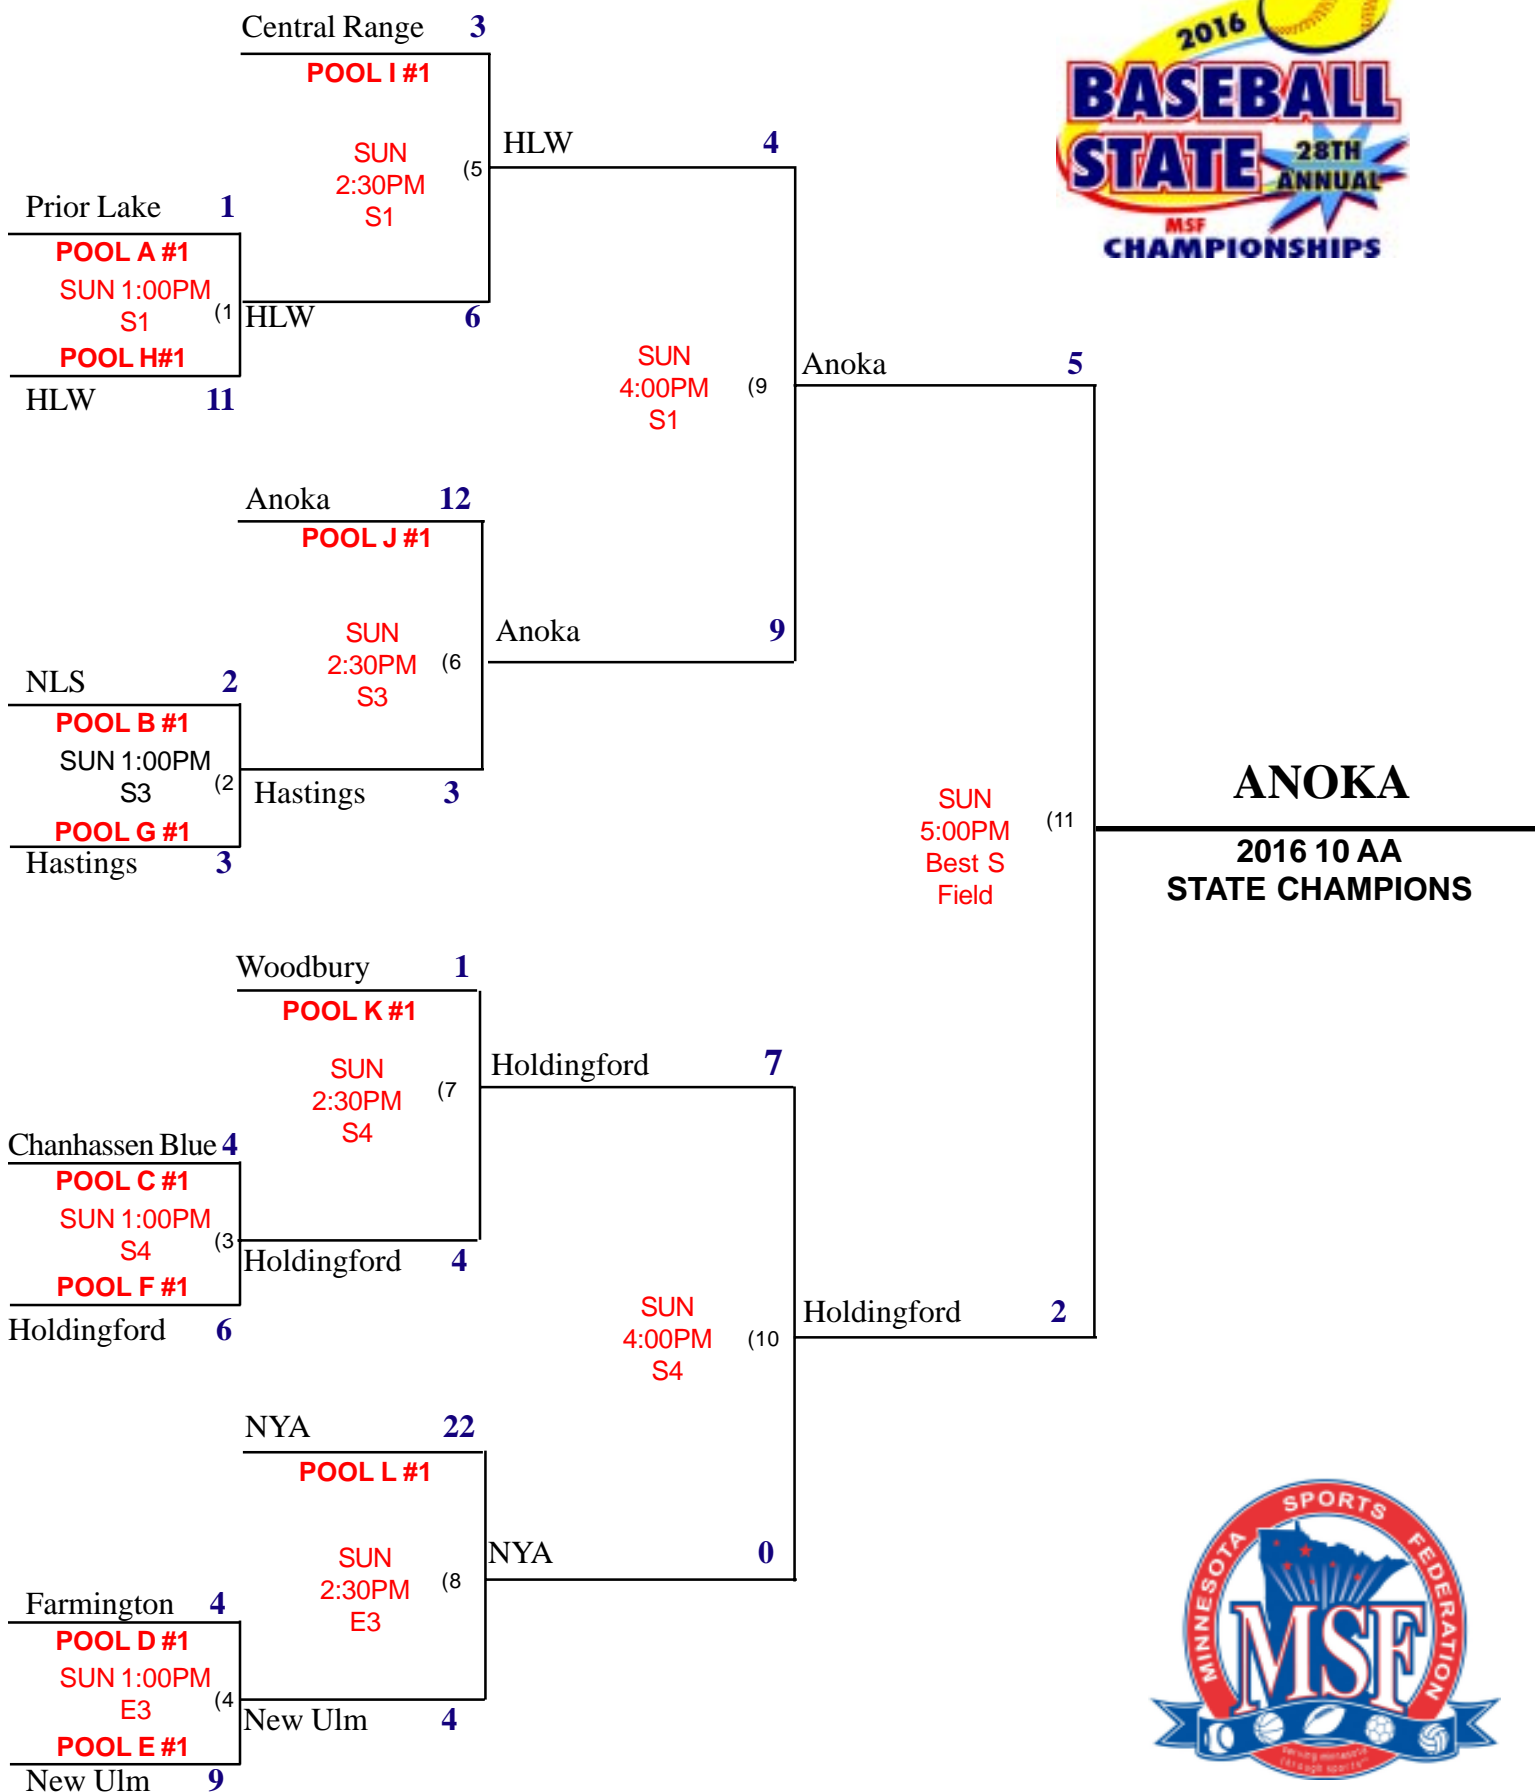 Central Range 3
POOL I #1
2016
BASEBALL
STATE
28TH
ANNUAL
MSF
CHAMPIONSHIPS
SUN
2:30PM
S1
(5
HLW 4
Prior Lake 1
POOL A #1
SUN 1:00PM
S1
(1
POOL H#1
HLW 11
HLW 6
SUN
4:00PM
S1
(9
Anoka 5
Anoka 12
POOL J #1
SUN
2:30PM
S3
(6
Anoka 9
NLS 2
POOL B #1
SUN 1:00PM
S3
(2
POOL G #1
Hastings 3
Hastings 3
SUN
5:00PM
Best S
Field
(11
ANOKA
2016 10 AA
STATE CHAMPIONS
Woodbury 1
POOL K #1
SUN
2:30PM
S4
(7
Holdingford 7
Chanhassen Blue 4
POOL C #1
SUN 1:00PM
S4
(3
POOL F #1
Holdingford 6
Holdingford 4
SUN
4:00PM
S4
(10
Holdingford 2
NYA 22
POOL L #1
SUN
2:30PM
E3
(8
NYA 0
Farmington 4
POOL D #1
SUN 1:00PM
E3
(4
POOL E #1
New Ulm 9
New Ulm 4
MINNESOTA SPORTS FEDERATION
MSF
serving minnesota
through sports